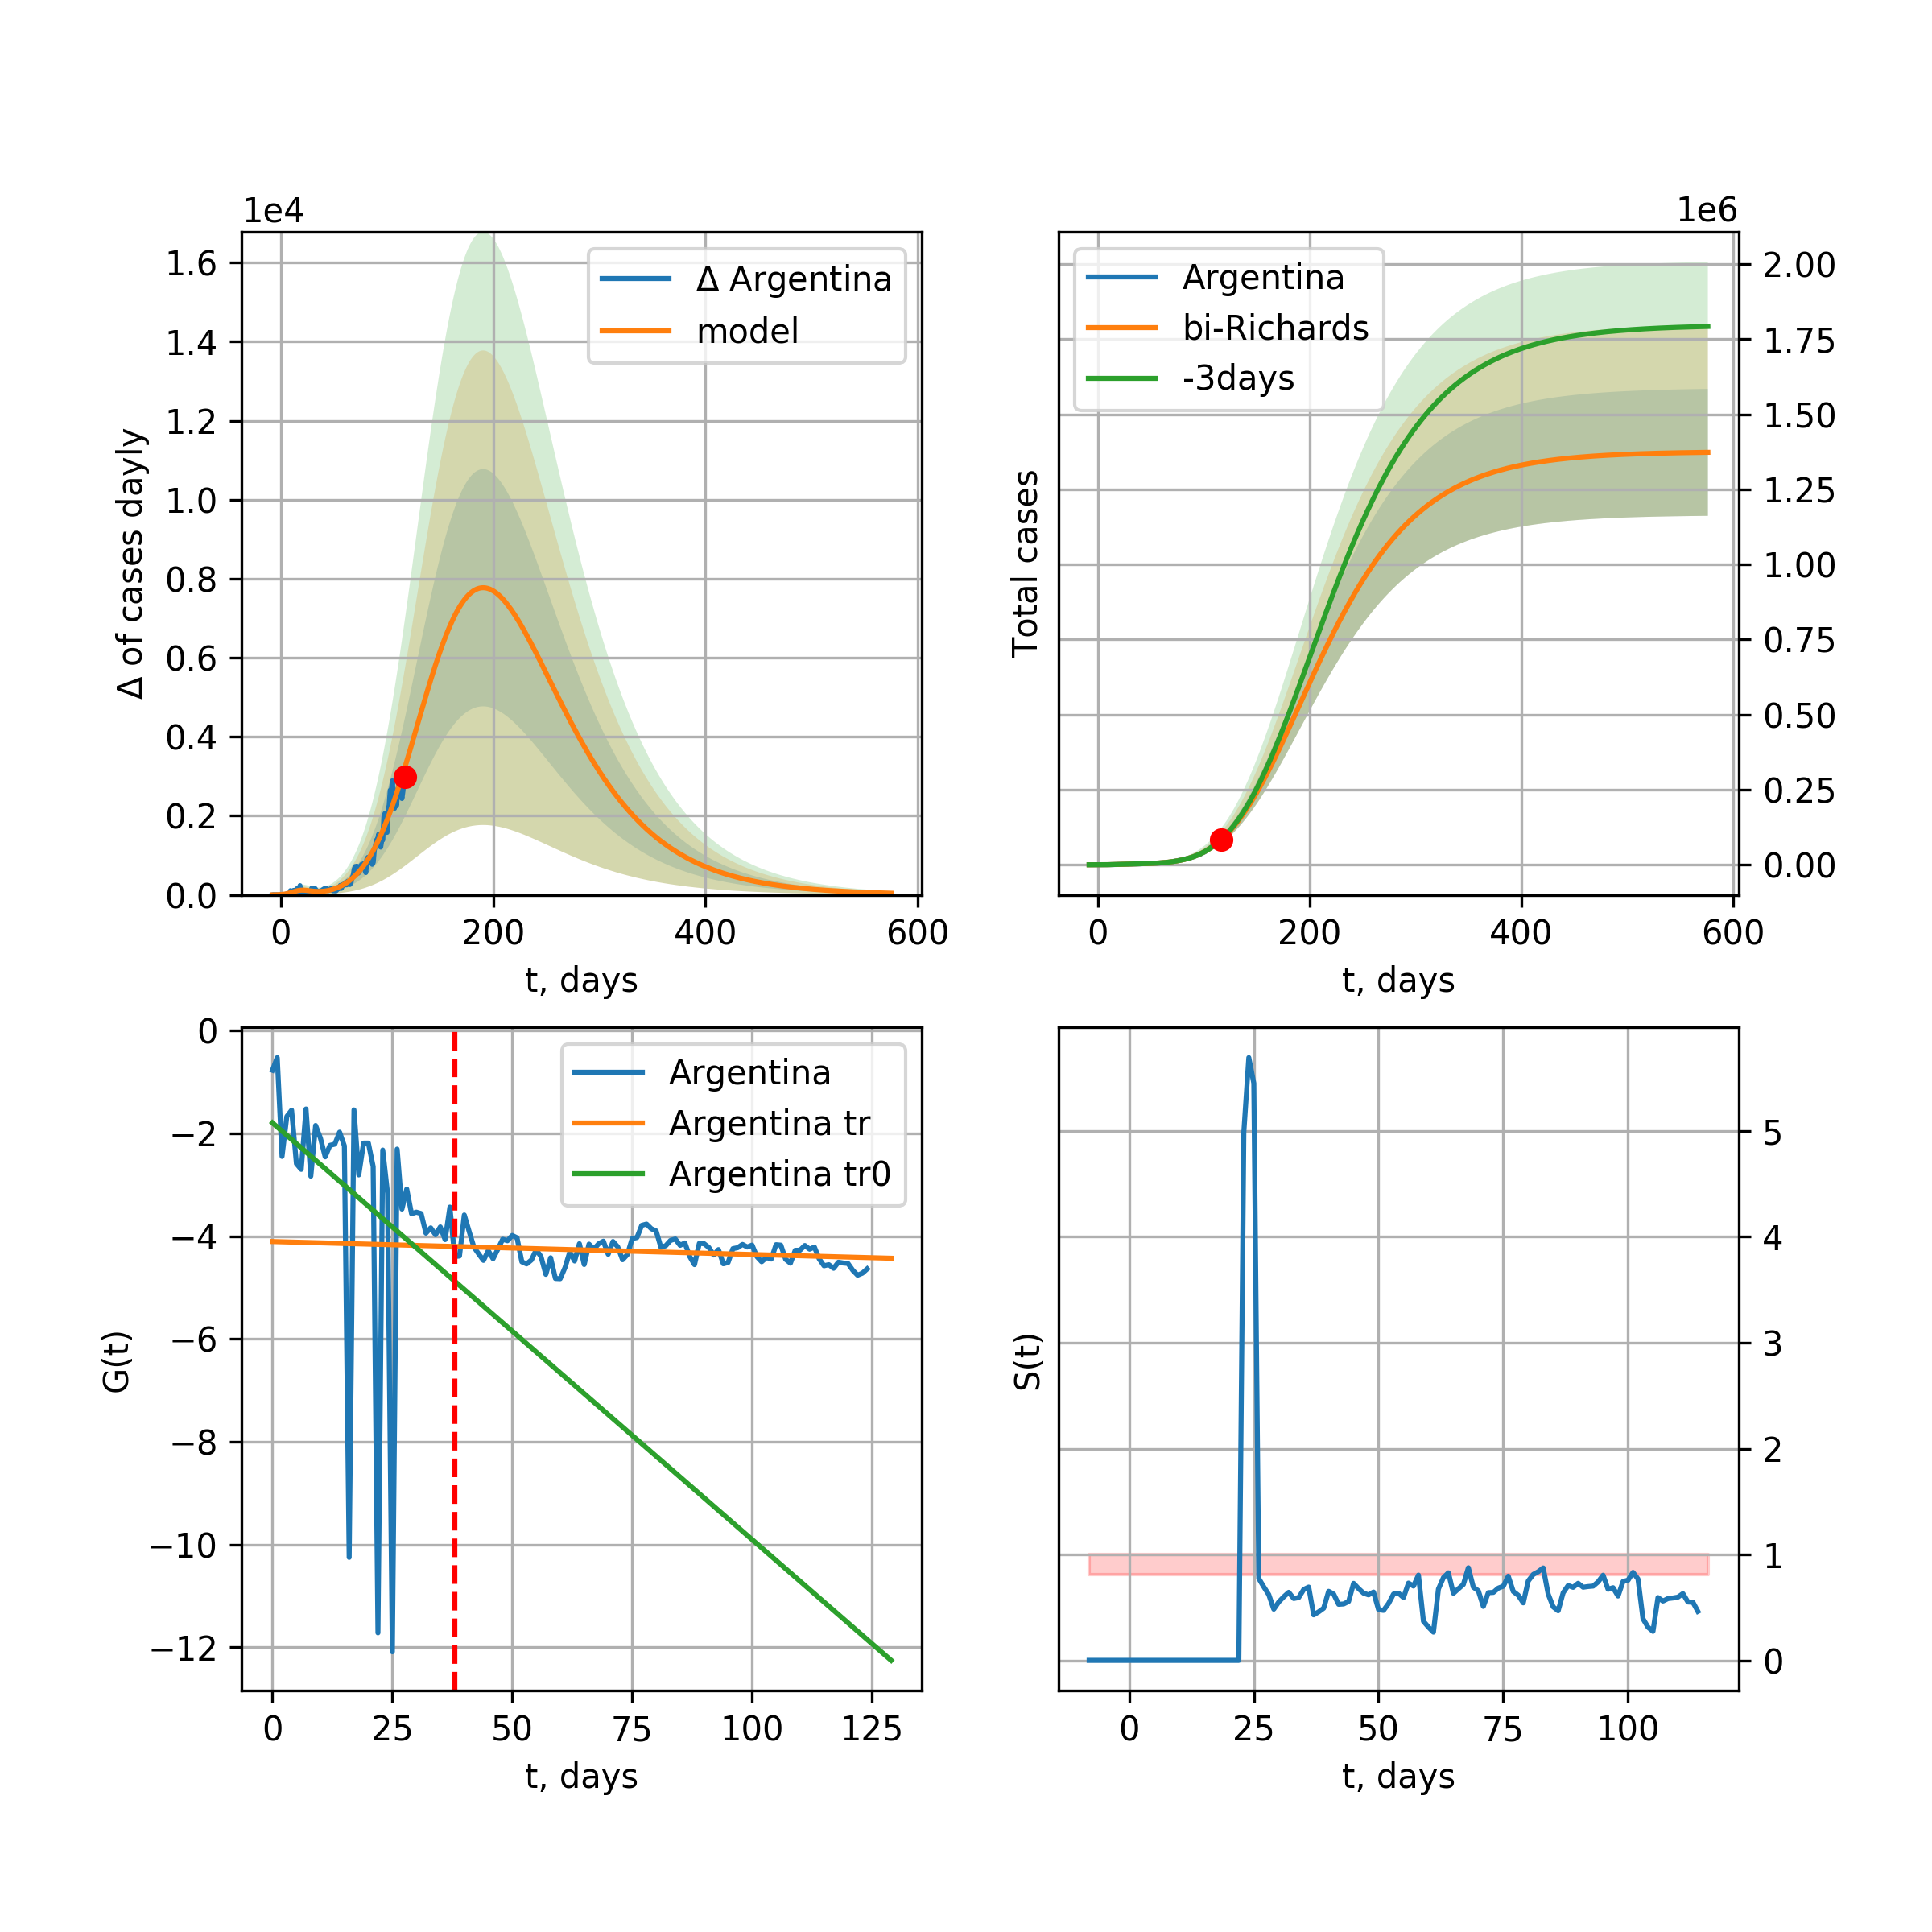 1e4
1.6
1.4
1.2
1.0
0.8
0.6
0.4
0.2
0.0
Δ of cases dayly
Δ Argentina
model
0 200 400 600
t, days
1e6
Argentina
bi-Richards
-3days
Total cases
2.00
1.75
1.50
1.25
1.00
0.75
0.50
0.25
0.00
0 200 400 600
t, days
0
−2
−4
−6
−8
−10
−12
G(t)
Argentina
Argentina tr
Argentina tr0
0 25 50 75 100 125
t, days
S(t)
5
4
3
2
1
0
0 25 50 75 100
t, days